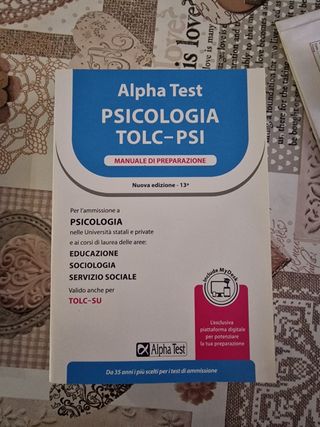 Alpha Test
PSICOLOGIA
TOLC-PSI
MANUALE DI PREPARAZIONE
Nuova edizione - 13ª
Per l'ammissione a
PSICOLOGIA
nelle Università statali e private
e ai corsi di laurea delle aree:
EDUCAZIONE
SOCIOLOGIA
SERVIZIO SOCIALE
Valido anche per
TOLC-SU
Include MyDesk
L'esclusiva
piattaforma digitale
per potenziare
la tua preparazione
Alpha Test
Da 35 anni i più scelti per i test di ammissione